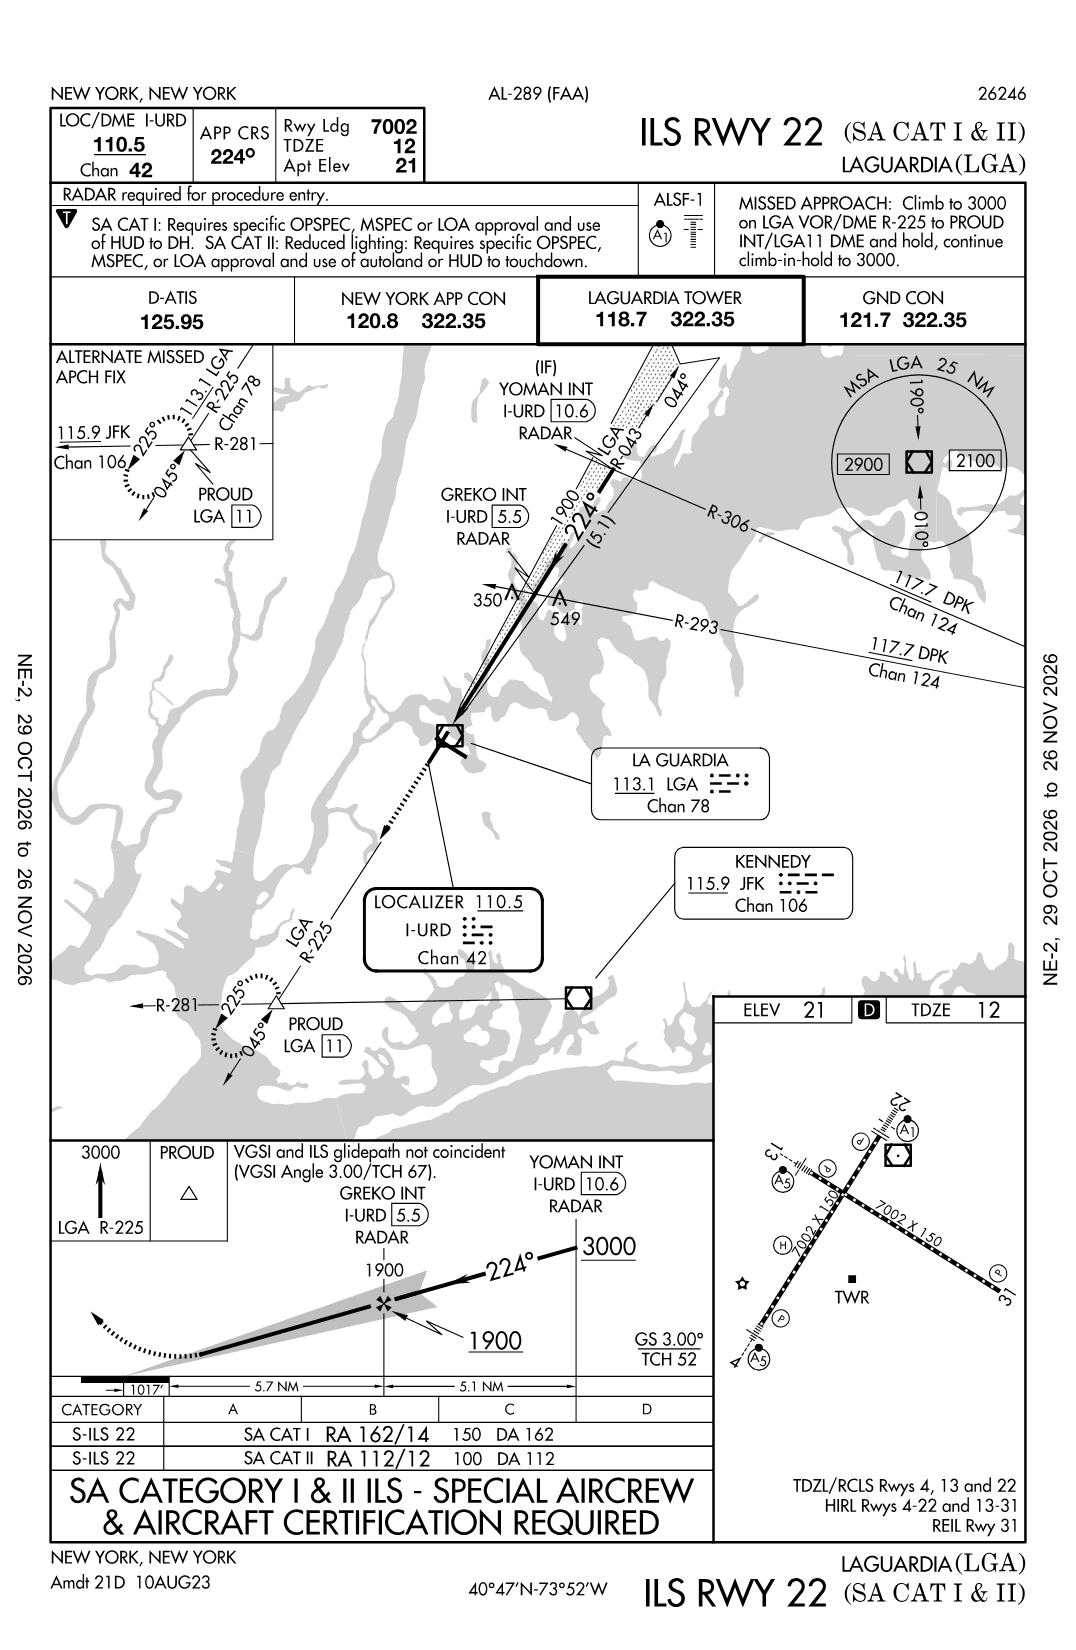 NEW YORK, NEW YORK
AL-289 (FAA)
26246
LOC/DME I-URD
110.5
Chan 42
APP CRS
224°
Rwy Ldg 7002
TDZE 12
Apt Elev 21
ILS RWY 22 (SA CAT I & II)
LAGUARDIA (LGA)
RADAR required for procedure entry.
T
SA CAT I: Requires specific OPSPEC, MSPEC or LOA approval and use
of HUD to DH. SA CAT II: Reduced lighting: Requires specific OPSPEC,
MSPEC, or LOA approval and use of autoland or HUD to touchdown.
ALSF-1
A1
MISSED APPROACH: Climb to 3000
on LGA VOR/DME R-225 to PROUD
INT/LGA11 DME and hold, continue
climb-in-hold to 3000.
D-ATIS
125.95
NEW YORK APP CON
120.8 322.35
LAGUARDIA TOWER
118.7 322.35
GND CON
121.7 322.35
ALTERNATE MISSED
APCH FIX
113.1 LGA
R-225
Chan 78
115.9 JFK
Chan 106
225°
045°
R-281
PROUD
LGA 11
(IF)
YOMAN INT
I-URD 10.6
RADAR
044°
LGA
R-043
GREKO INT
I-URD 5.5
RADAR
1900
224°
(5.1)
350
549
R-306
R-293
117.7 DPK
Chan 124
117.7 DPK
Chan 124
MSA LGA 25 NM
190°
2900
2100
010°
LA GUARDIA
113.1 LGA
Chan 78
KENNEDY
115.9 JFK
Chan 106
LOCALIZER 110.5
I-URD
Chan 42
LGA
R-225
R-281
225°
045°
PROUD
LGA 11
NE-2, 29 OCT 2026 to 26 NOV 2026
NE-2, 29 OCT 2026 to 26 NOV 2026
ELEV 21
D
TDZE 12
22
A1
13
A5
P
P
7002 X 150
7002 X 150
H
P
31
TWR
P
4
A5
TDZL/RCLS Rwys 4, 13 and 22
HIRL Rwys 4-22 and 13-31
REIL Rwy 31
3000
LGA R-225
PROUD
VGSI and ILS glidepath not coincident
(VGSI Angle 3.00/TCH 67).
GREKO INT
I-URD 5.5
RADAR
YOMAN INT
I-URD 10.6
RADAR
1900
224°
3000
1900
GS 3.00°
TCH 52
1017'
5.7 NM
5.1 NM
CATEGORY A B C D
S-ILS 22 SA CAT I RA 162/14 150 DA 162
S-ILS 22 SA CAT II RA 112/12 100 DA 112
SA CATEGORY I & II ILS - SPECIAL AIRCREW
& AIRCRAFT CERTIFICATION REQUIRED
NEW YORK, NEW YORK
Amdt 21D 10AUG23
40°47'N-73°52'W
LAGUARDIA (LGA)
ILS RWY 22 (SA CAT I & II)